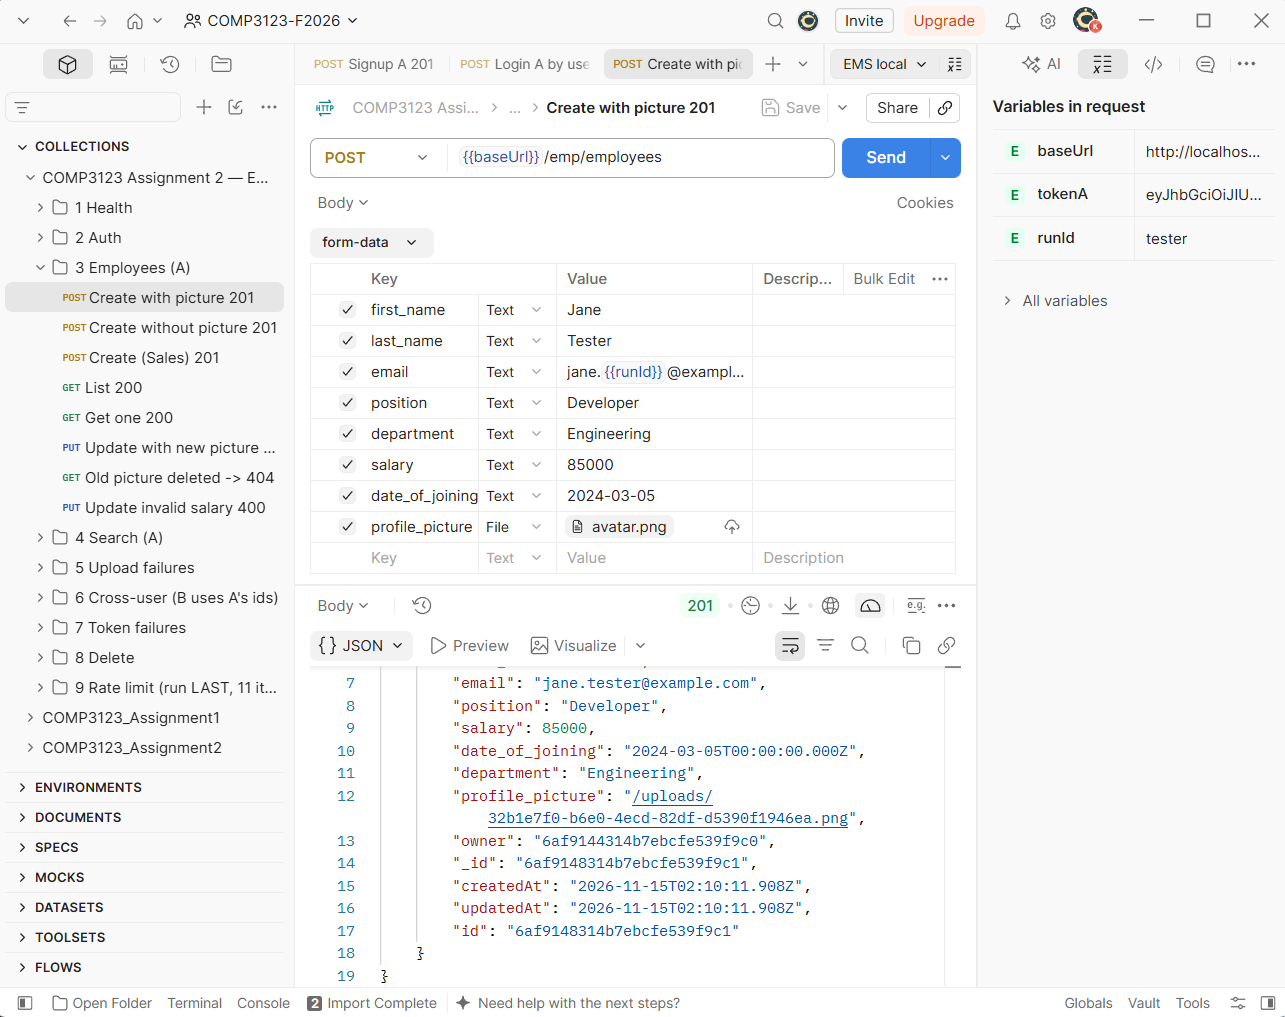 COMP3123-F2026
Invite
Upgrade
K
POST Signup A 201
POST Login A by use
POST Create with pic
EMS local
AI
COLLECTIONS
COMP3123 Assignment 2 — E...
1 Health
2 Auth
3 Employees (A)
POST Create with picture 201
POST Create without picture 201
POST Create (Sales) 201
GET List 200
GET Get one 200
PUT Update with new picture ...
GET Old picture deleted -> 404
PUT Update invalid salary 400
4 Search (A)
5 Upload failures
6 Cross-user (B uses A's ids)
7 Token failures
8 Delete
9 Rate limit (run LAST, 11 it...
COMP3123_Assignment1
COMP3123_Assignment2
ENVIRONMENTS
DOCUMENTS
SPECS
MOCKS
DATASETS
TOOLSETS
FLOWS
HTTP COMP3123 Assi... > ... > Create with picture 201
Save
Share
POST {{baseUrl}} /emp/employees
Send
Body
Cookies
form-data
Key Value Descrip... Bulk Edit
first_name Text Jane
last_name Text Tester
email Text jane. {{runId}} @exampl...
position Text Developer
department Text Engineering
salary Text 85000
date_of_joining Text 2024-03-05
profile_picture File avatar.png
Key Text Value Description
Body
201
e.g.
{} JSON
Preview
Visualize
7 "email": "jane.tester@example.com",
8 "position": "Developer",
9 "salary": 85000,
10 "date_of_joining": "2024-03-05T00:00:00.000Z",
11 "department": "Engineering",
12 "profile_picture": "/uploads/
32b1e7f0-b6e0-4ecd-82df-d5390f1946ea.png",
13 "owner": "6af9144314b7ebcfe539f9c0",
14 "_id": "6af9148314b7ebcfe539f9c1",
15 "createdAt": "2026-11-15T02:10:11.908Z",
16 "updatedAt": "2026-11-15T02:10:11.908Z",
17 "id": "6af9148314b7ebcfe539f9c1"
18 }
19 }
Variables in request
E baseUrl http://localhos...
E tokenA eyJhbGciOiJIU...
E runId tester
All variables
Open Folder
Terminal
Console
2 Import Complete
Need help with the next steps?
Globals
Vault
Tools